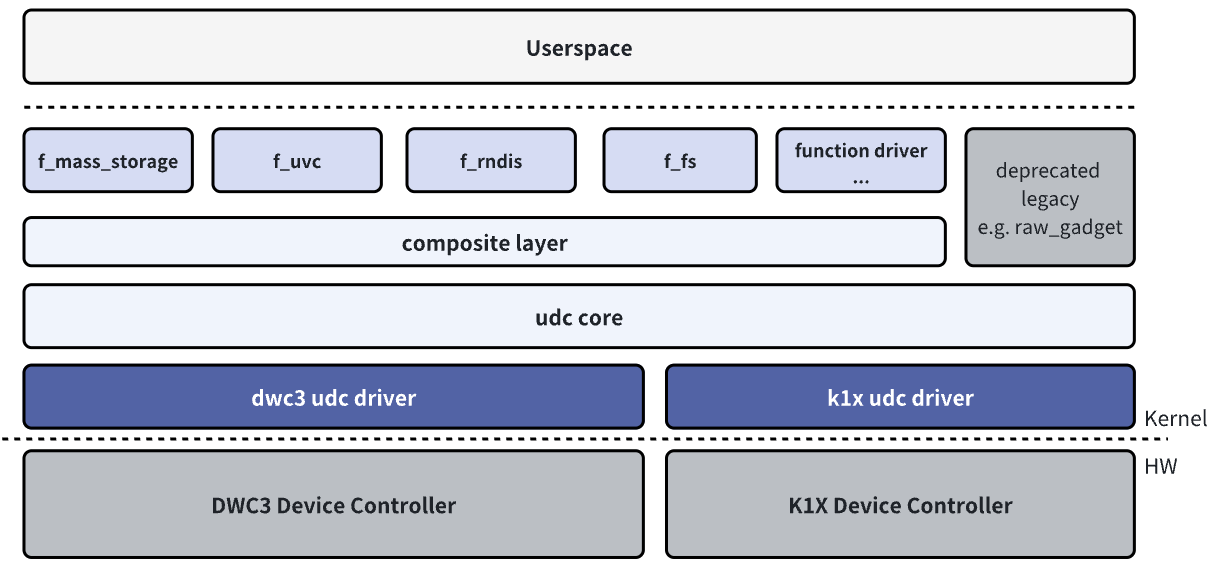 Userspace
f_mass_storage
f_uvc
f_rndis
f_fs
function driver
...
deprecated
legacy
e.g. raw_gadget
composite layer
udc core
dwc3 udc driver
k1x udc driver
Kernel
HW
DWC3 Device Controller
K1X Device Controller